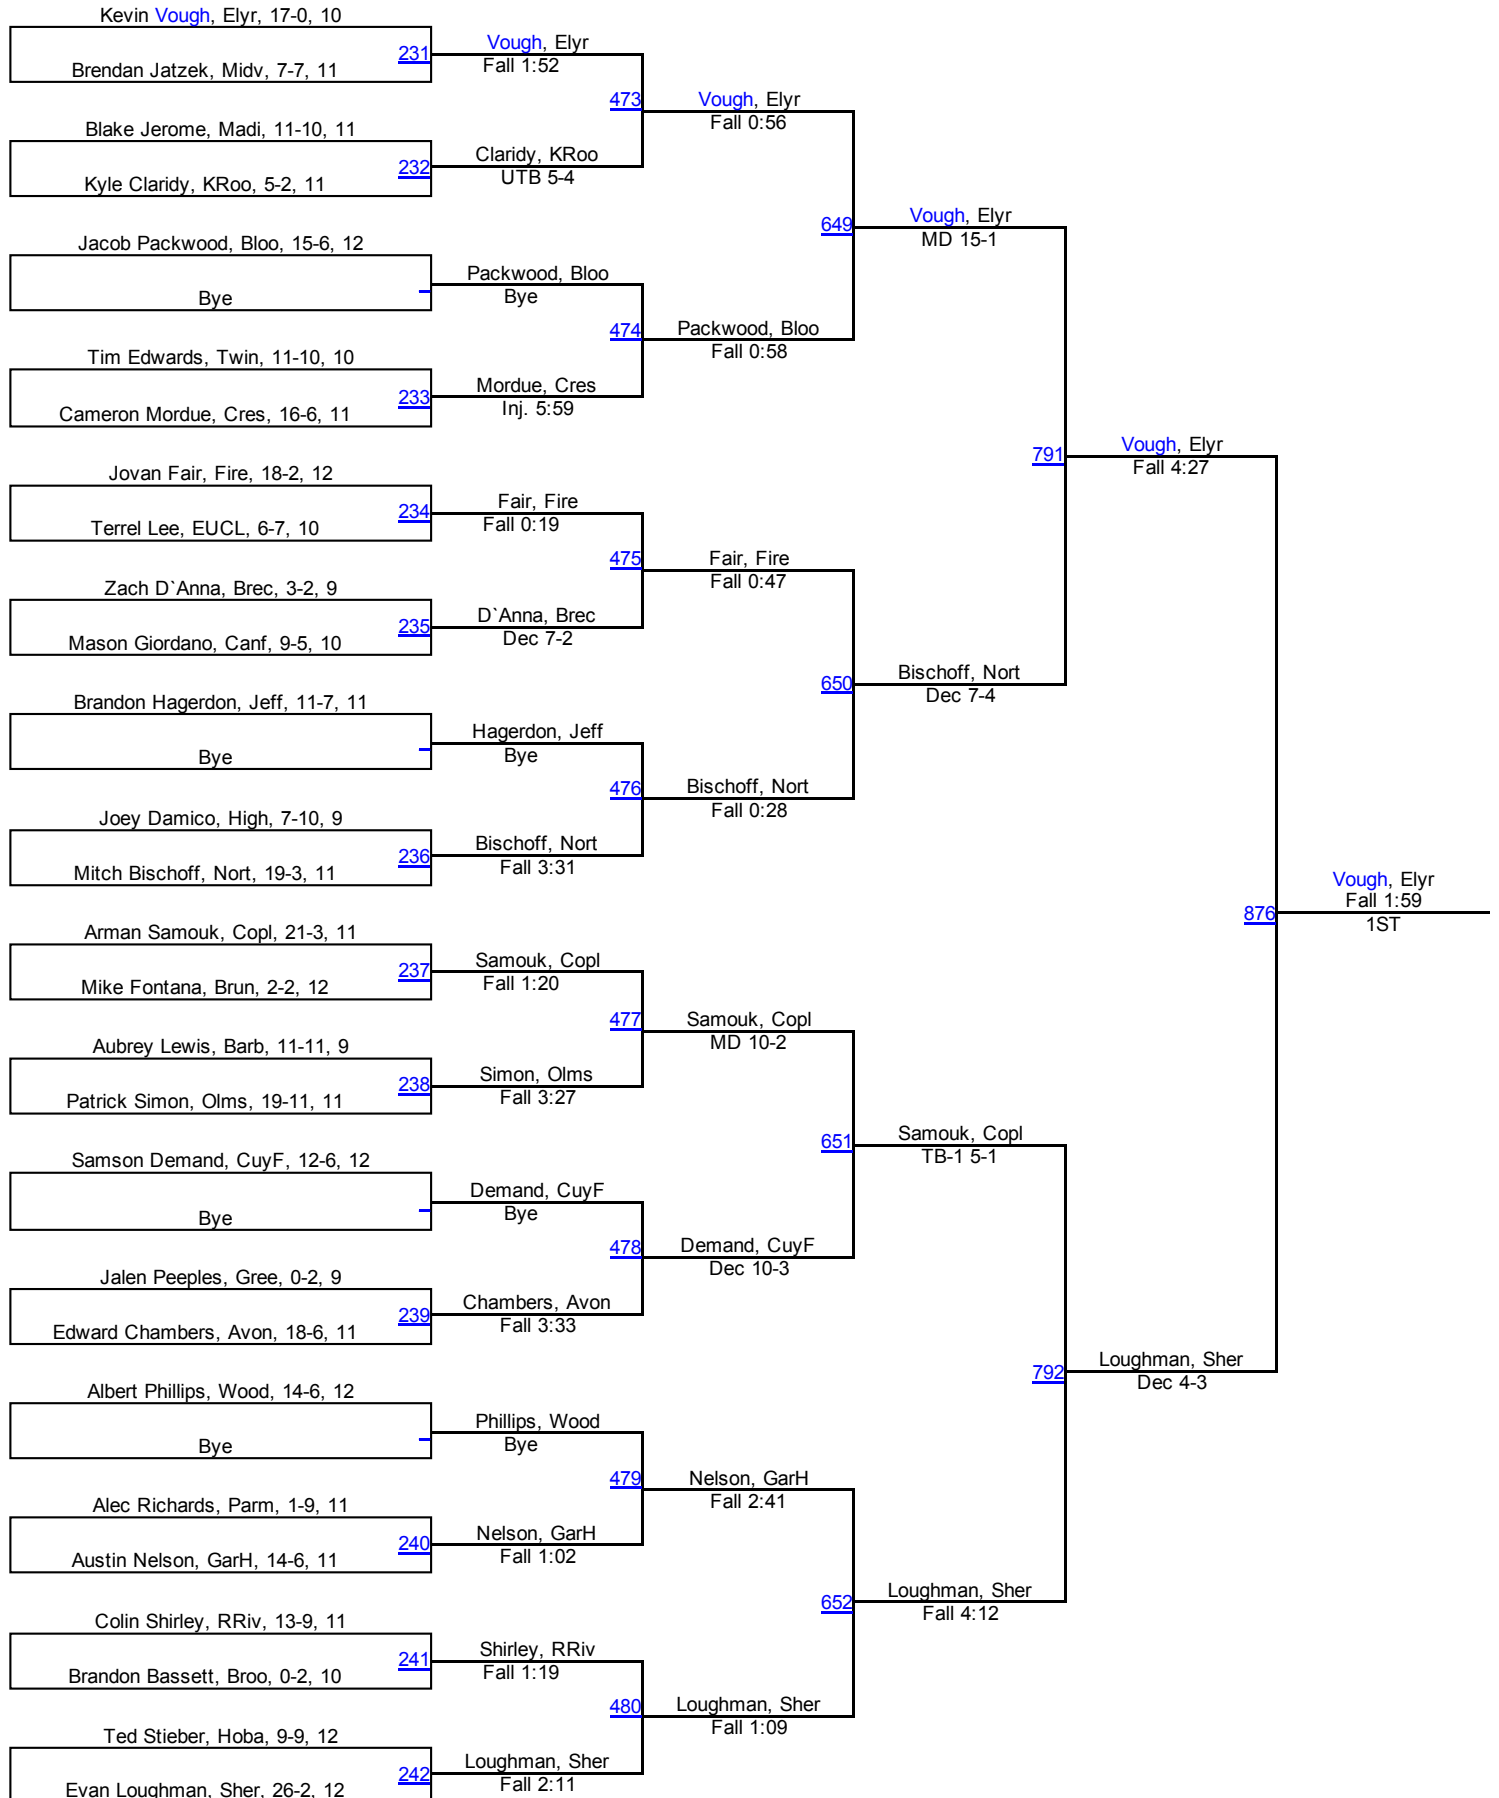 Kevin Vough, Elyr, 17-0, 10
231
Brendan Jatzek, Midv, 7-7, 11
Blake Jerome, Madi, 11-10, 11
232
Kyle Claridy, KRoo, 5-2, 11
Jacob Packwood, Bloo, 15-6, 12
Bye
Tim Edwards, Twin, 11-10, 10
233
Cameron Mordue, Cres, 16-6, 11
Jovan Fair, Fire, 18-2, 12
234
Terrel Lee, EUCL, 6-7, 10
Zach D`Anna, Brec, 3-2, 9
235
Mason Giordano, Canf, 9-5, 10
Brandon Hagerdon, Jeff, 11-7, 11
Bye
Joey Damico, High, 7-10, 9
236
Mitch Bischoff, Nort, 19-3, 11
Arman Samouk, Copl, 21-3, 11
237
Mike Fontana, Brun, 2-2, 12
Aubrey Lewis, Barb, 11-11, 9
238
Patrick Simon, Olms, 19-11, 11
Samson Demand, CuyF, 12-6, 12
Bye
Jalen Peeples, Gree, 0-2, 9
239
Edward Chambers, Avon, 18-6, 11
Albert Phillips, Wood, 14-6, 12
Bye
Alec Richards, Parm, 1-9, 11
240
Austin Nelson, GarH, 14-6, 11
Colin Shirley, RRiv, 13-9, 11
241
Brandon Bassett, Broo, 0-2, 10
Ted Stieber, Hoba, 9-9, 12
242
Evan Loughman, Sher, 26-2, 12
Vough, Elyr
Fall 1:52
473
Claridy, KRoo
UTB 5-4
Packwood, Bloo
Bye
474
Mordue, Cres
Inj. 5:59
Fair, Fire
Fall 0:19
475
D`Anna, Brec
Dec 7-2
Hagerdon, Jeff
Bye
476
Bischoff, Nort
Fall 3:31
Samouk, Copl
Fall 1:20
477
Simon, Olms
Fall 3:27
Demand, CuyF
Bye
478
Chambers, Avon
Fall 3:33
Phillips, Wood
Bye
479
Nelson, GarH
Fall 1:02
Shirley, RRiv
Fall 1:19
480
Loughman, Sher
Fall 2:11
Vough, Elyr
Fall 0:56
649
Packwood, Bloo
Fall 0:58
Fair, Fire
Fall 0:47
650
Bischoff, Nort
Fall 0:28
Samouk, Copl
MD 10-2
651
Demand, CuyF
Dec 10-3
Nelson, GarH
Fall 2:41
652
Loughman, Sher
Fall 1:09
Vough, Elyr
MD 15-1
791
Bischoff, Nort
Dec 7-4
Samouk, Copl
TB-1 5-1
792
Loughman, Sher
Fall 4:12
Vough, Elyr
Fall 4:27
876
Loughman, Sher
Dec 4-3
Vough, Elyr
Fall 1:59
1ST